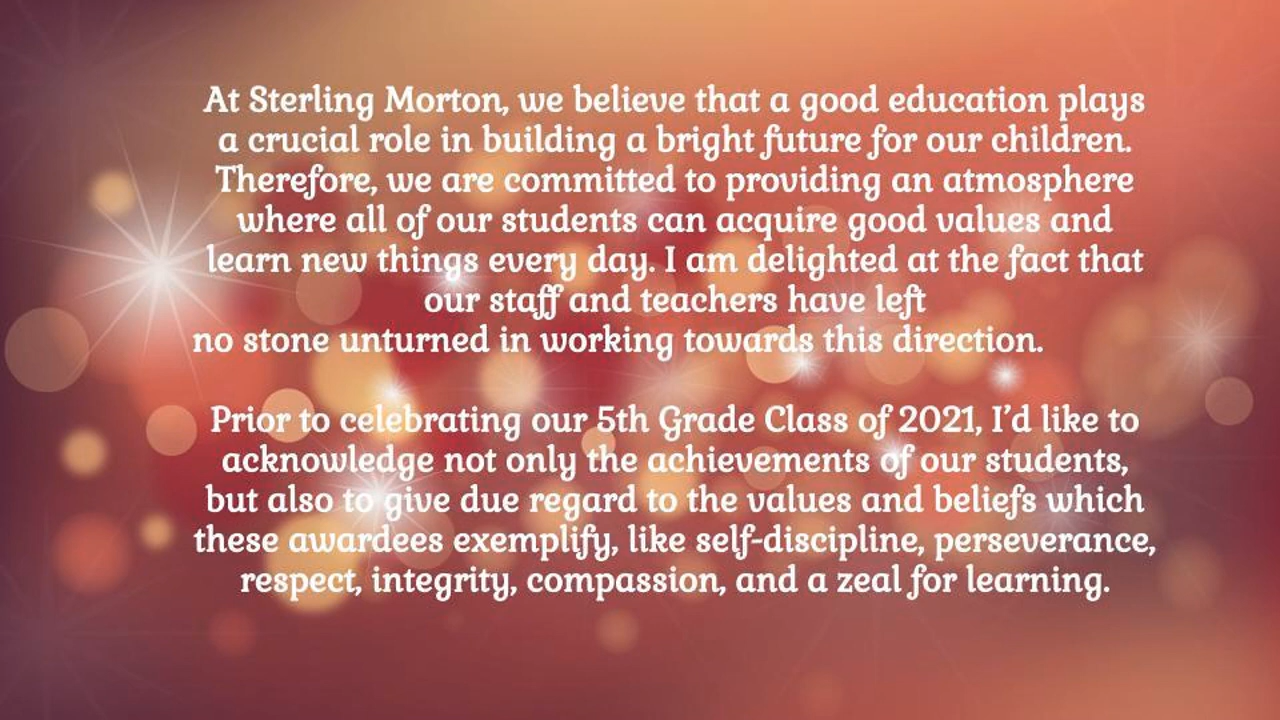 At Sterling Morton, we believe that a good education plays
a crucial role in building a bright future for our children.
Therefore, we are committed to providing an atmosphere
where all of our students can acquire good values and
learn new things every day. I am delighted at the fact that
our staff and teachers have left
no stone unturned in working towards this direction.
Prior to celebrating our 5th Grade Class of 2021, I'd like to
acknowledge not only the achievements of our students,
but also to give due regard to the values and beliefs which
these awardees exemplify, like self-discipline, perseverance,
respect, integrity, compassion, and a zeal for learning.